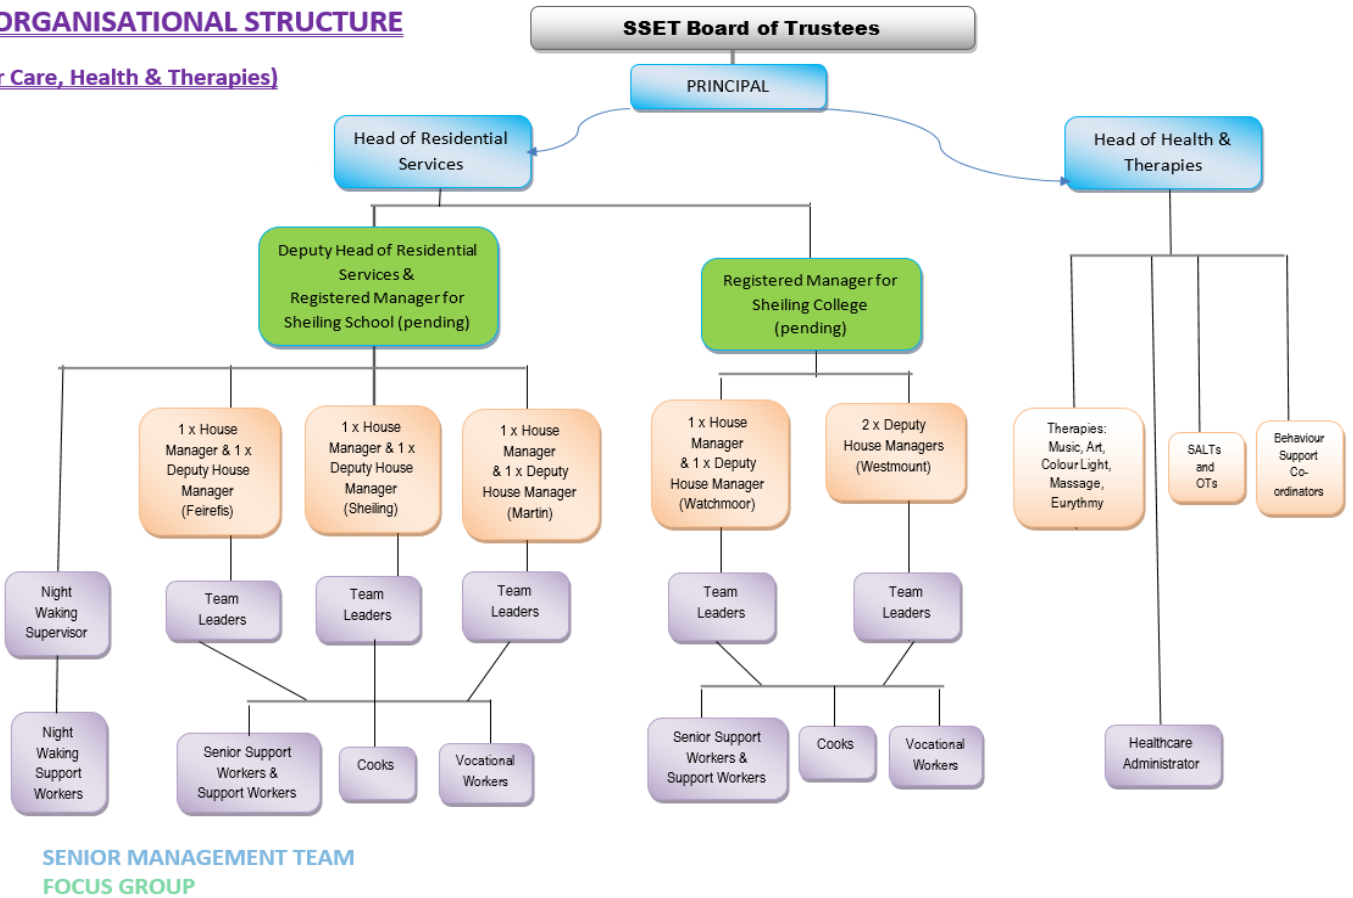 ORGANISATIONAL STRUCTURE
r Care, Health & Therapies)
SSET Board of Trustees
PRINCIPAL
Head of Residential
Services
Head of Health &
Therapies
Deputy Head of Residential
Services &
Registered Manager for
Sheiling School (pending)
Registered Manager for
Sheiling College
(pending)
1 x House
Manager & 1 x
Deputy House
Manager
(Feirefis)
1 x House
Manager & 1 x
Deputy House
Manager
(Sheiling)
1 x House
Manager
& 1 x Deputy
House Manager
(Martin)
1 x House
Manager
& 1 x Deputy
House Manager
(Watchmoor)
2 x Deputy
House Managers
(Westmount)
Therapies:
Music, Art,
Colour Light,
Massage,
Eurythmy
SALTs
and
OTs
Behaviour
Support
Co-
ordinators
Night
Waking
Supervisor
Team
Leaders
Team
Leaders
Team
Leaders
Team
Leaders
Team
Leaders
Night
Waking
Support
Workers
Senior Support
Workers &
Support Workers
Cooks
Vocational
Workers
Senior Support
Workers &
Support Workers
Cooks
Vocational
Workers
Healthcare
Administrator
SENIOR MANAGEMENT TEAM
FOCUS GROUP